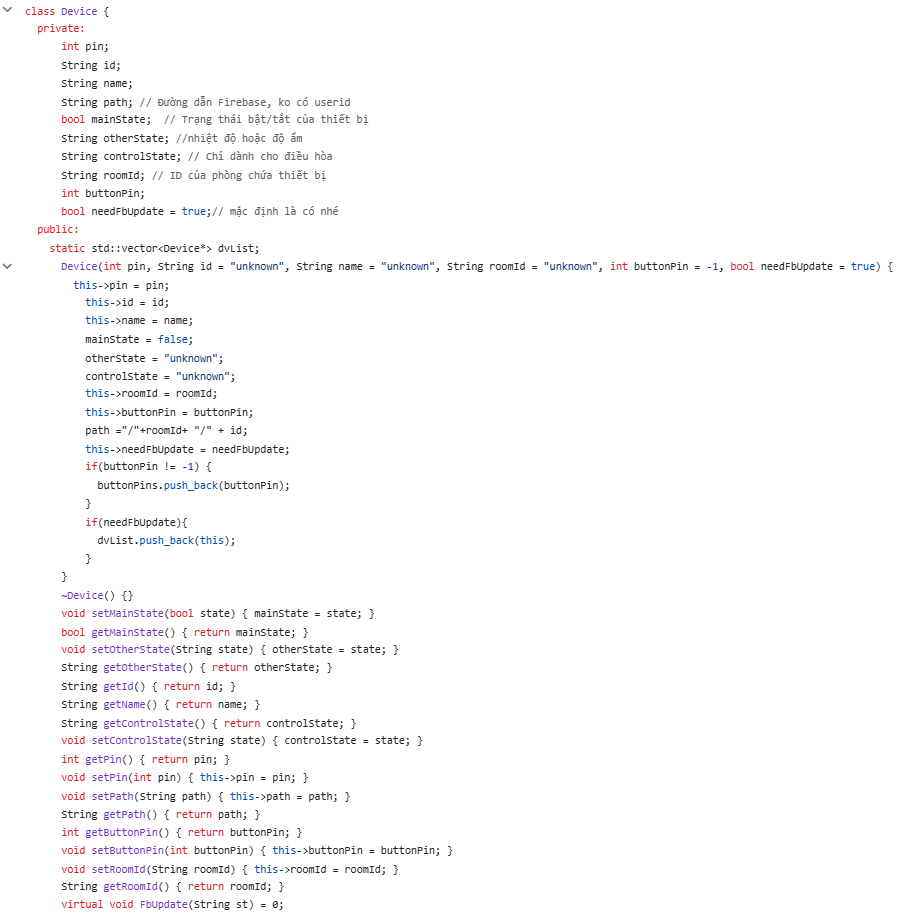 class Device {
private:
int pin;
String id;
String name;
String path; // Đường dẫn Firebase, ko có userid
bool mainState;  // Trạng thái bật/tắt của thiết bị
String otherState; //nhiệt độ hoặc độ ẩm
String controlState; // Chỉ dành cho điều hòa
String roomId; // ID của phòng chứa thiết bị
int buttonPin;
bool needFbUpdate = true;// mặc định là có nhé
public:
static std::vector<Device*> dvList;
Device(int pin, String id = "unknown", String name = "unknown", String roomId = "unknown", int buttonPin = -1, bool needFbUpdate = true) {
this->pin = pin;
this->id = id;
this->name = name;
mainState = false;
otherState = "unknown";
controlState = "unknown";
this->roomId = roomId;
this->buttonPin = buttonPin;
path ="/"+roomId+ "/" + id;
this->needFbUpdate = needFbUpdate;
if(buttonPin != -1) {
buttonPins.push_back(buttonPin);
}
if(needFbUpdate){
dvList.push_back(this);
}
}
~Device() {}
void setMainState(bool state) { mainState = state; }
bool getMainState() { return mainState; }
void setOtherState(String state) { otherState = state; }
String getOtherState() { return otherState; }
String getId() { return id; }
String getName() { return name; }
String getControlState() { return controlState; }
void setControlState(String state) { controlState = state; }
int getPin() { return pin; }
void setPin(int pin) { this->pin = pin; }
void setPath(String path) { this->path = path; }
String getPath() { return path; }
int getButtonPin() { return buttonPin; }
void setButtonPin(int buttonPin) { this->buttonPin = buttonPin; }
void setRoomId(String roomId) { this->roomId = roomId; }
String getRoomId() { return roomId; }
virtual void FbUpdate(String st) = 0;